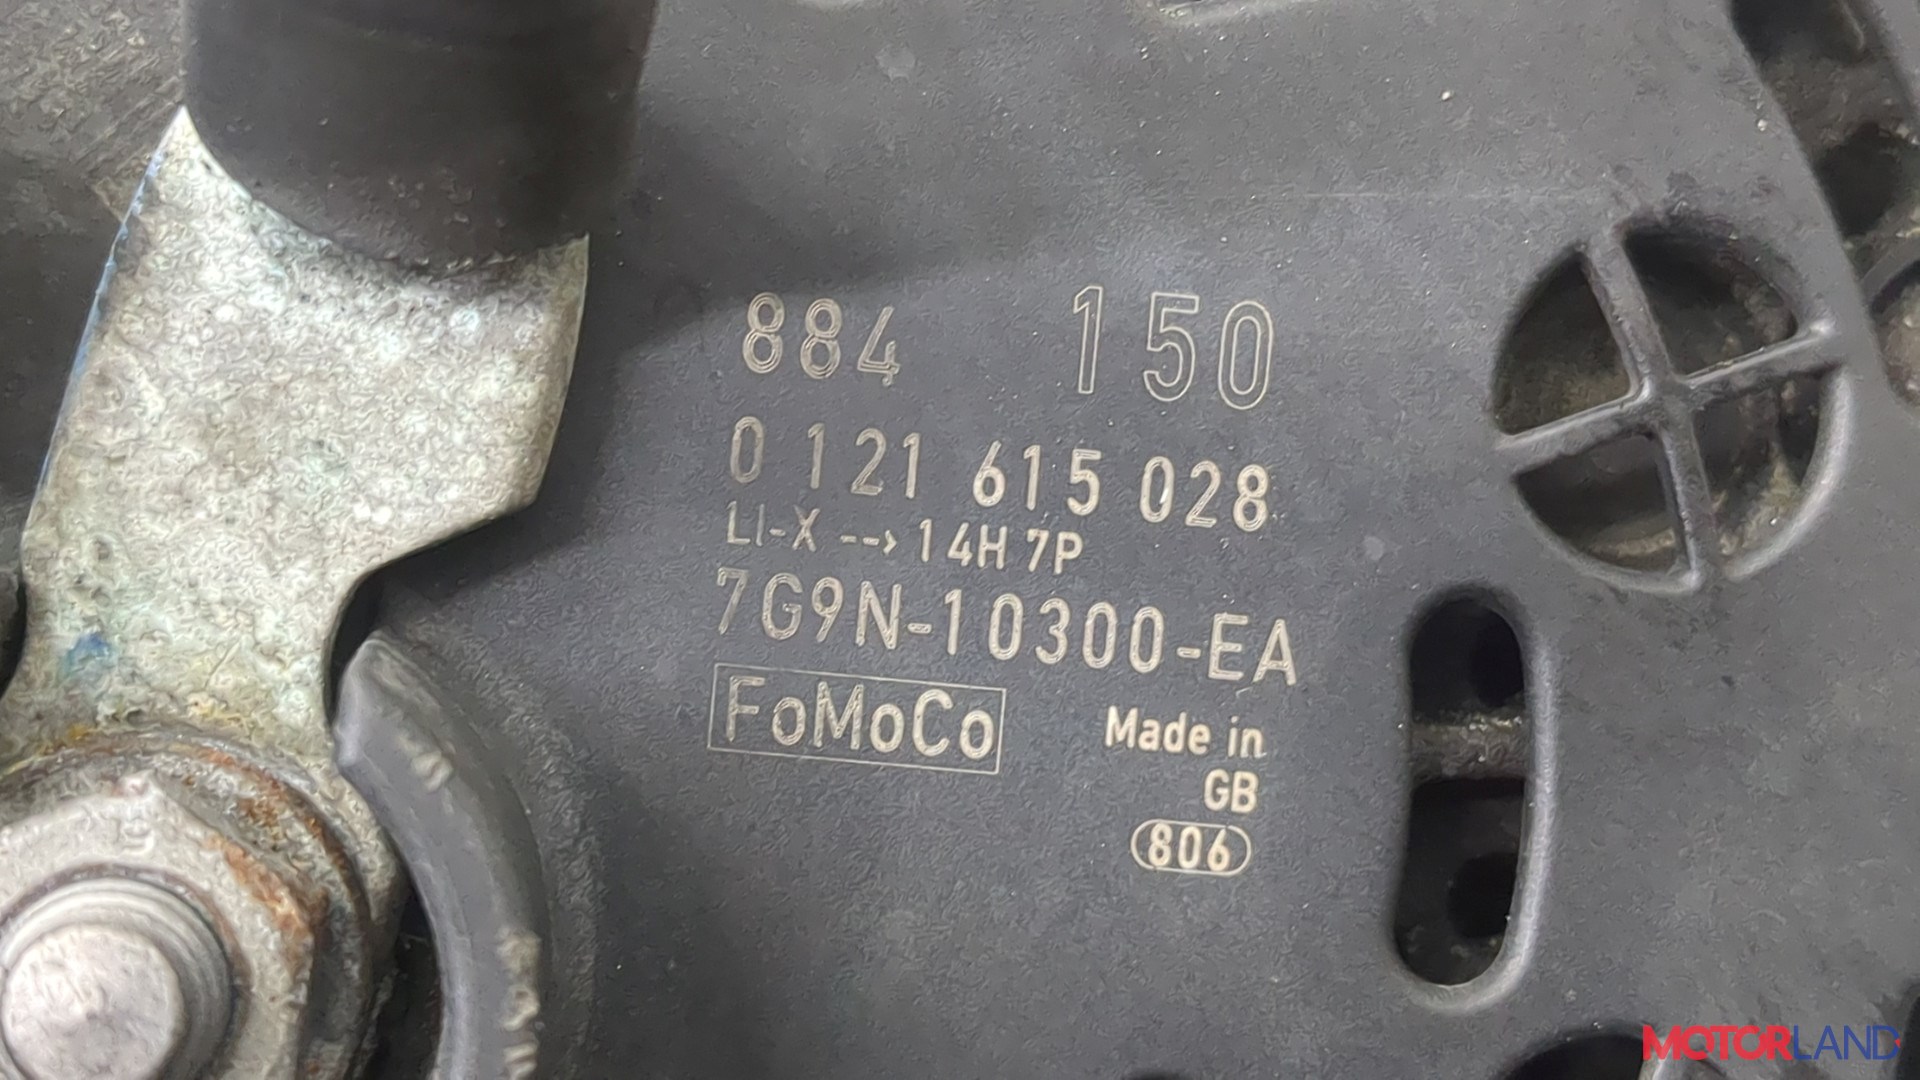 884 150
0 121 615 028
LI-X --> 14H 7P
7G9N-10300-EA
FoMoCo
Made in
GB
806
MOTORLAND